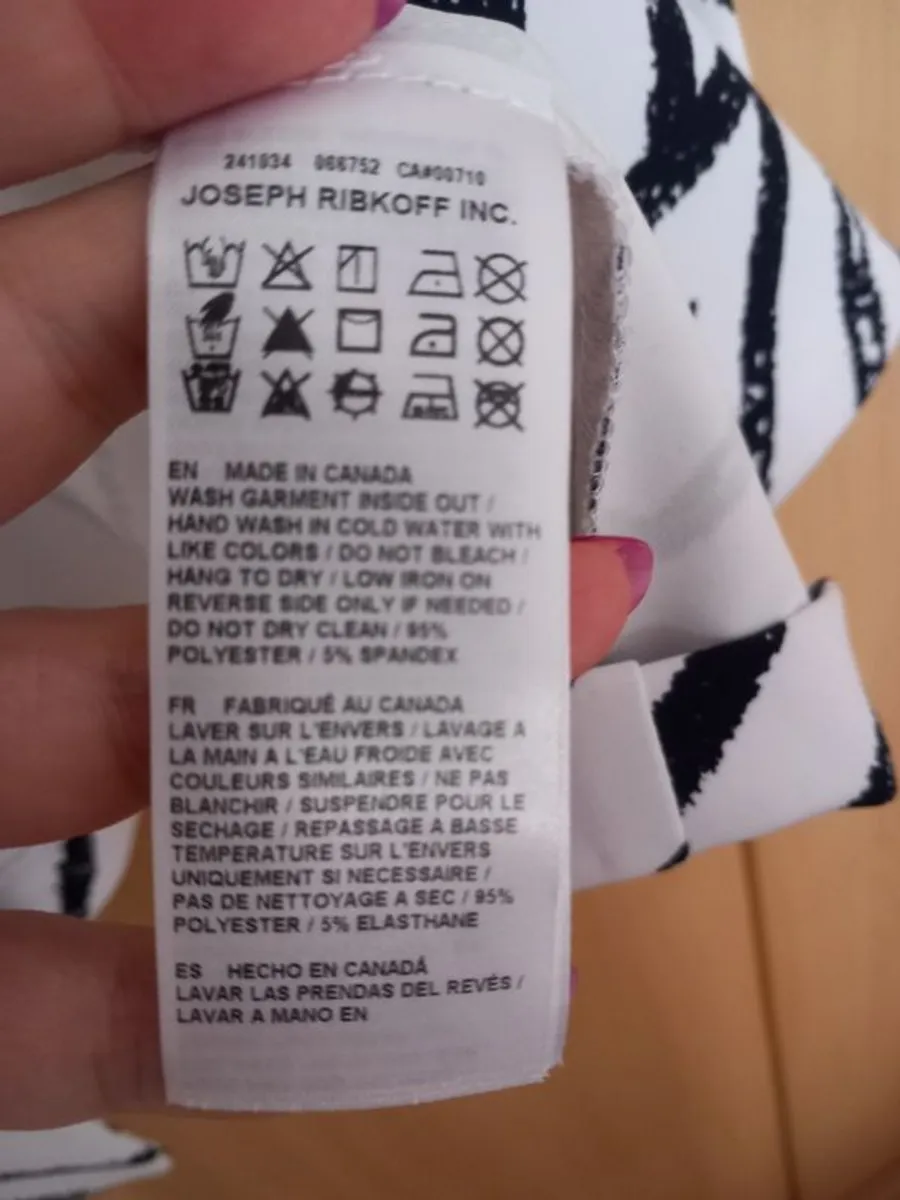 241034 066752 CA#00710
JOSEPH RIBKOFF INC.
EN MADE IN CANADA
WASH GARMENT INSIDE OUT /
HAND WASH IN COLD WATER WITH
LIKE COLORS / DO NOT BLEACH /
HANG TO DRY / LOW IRON ON
REVERSE SIDE ONLY IF NEEDED /
DO NOT DRY CLEAN / 95%
POLYESTER / 5% SPANDEX
FR FABRIQUÉ AU CANADA
LAVER SUR L'ENVERS / LAVAGE A
LA MAIN A L'EAU FROIDE AVEC
COULEURS SIMILAIRES / NE PAS
BLANCHIR / SUSPENDRE POUR LE
SECHAGE / REPASSAGE A BASSE
TEMPERATURE SUR L'ENVERS
UNIQUEMENT SI NECESSAIRE /
PAS DE NETTOYAGE A SEC / 95%
POLYESTER / 5% ELASTHANE
ES HECHO EN CANADÁ
LAVAR LAS PRENDAS DEL REVÉS /
LAVAR A MANO EN